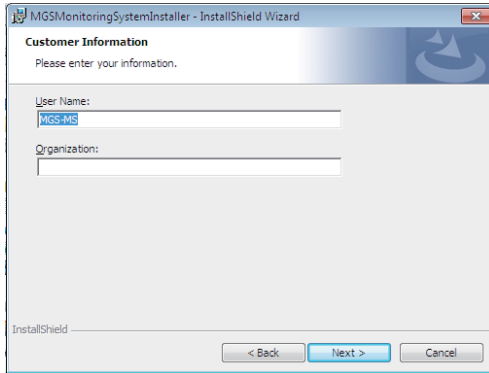 MGSMonitoringSystemInstaller - InstallShield Wizard
Customer Information
Please enter your information.
User Name:
MGS-MS
Organization:
InstallShield
< Back Next > Cancel